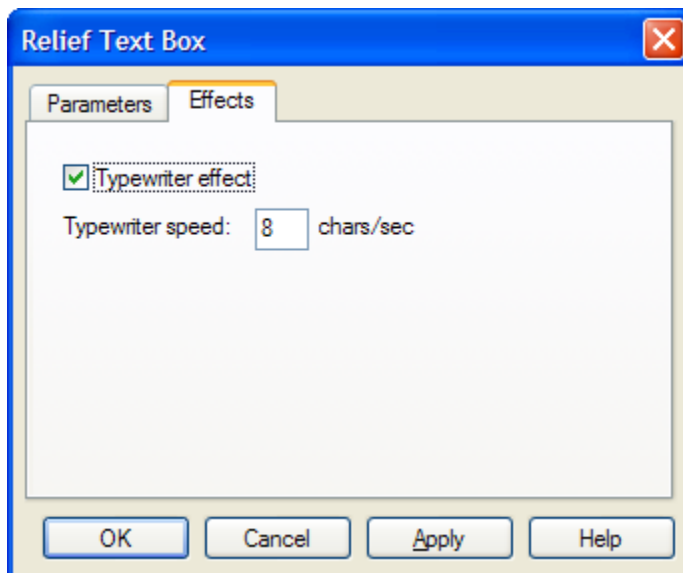 Relief Text Box
Parameters Effects
Typewriter effect
Typewriter speed: 8 chars/sec
OK Cancel Apply Help